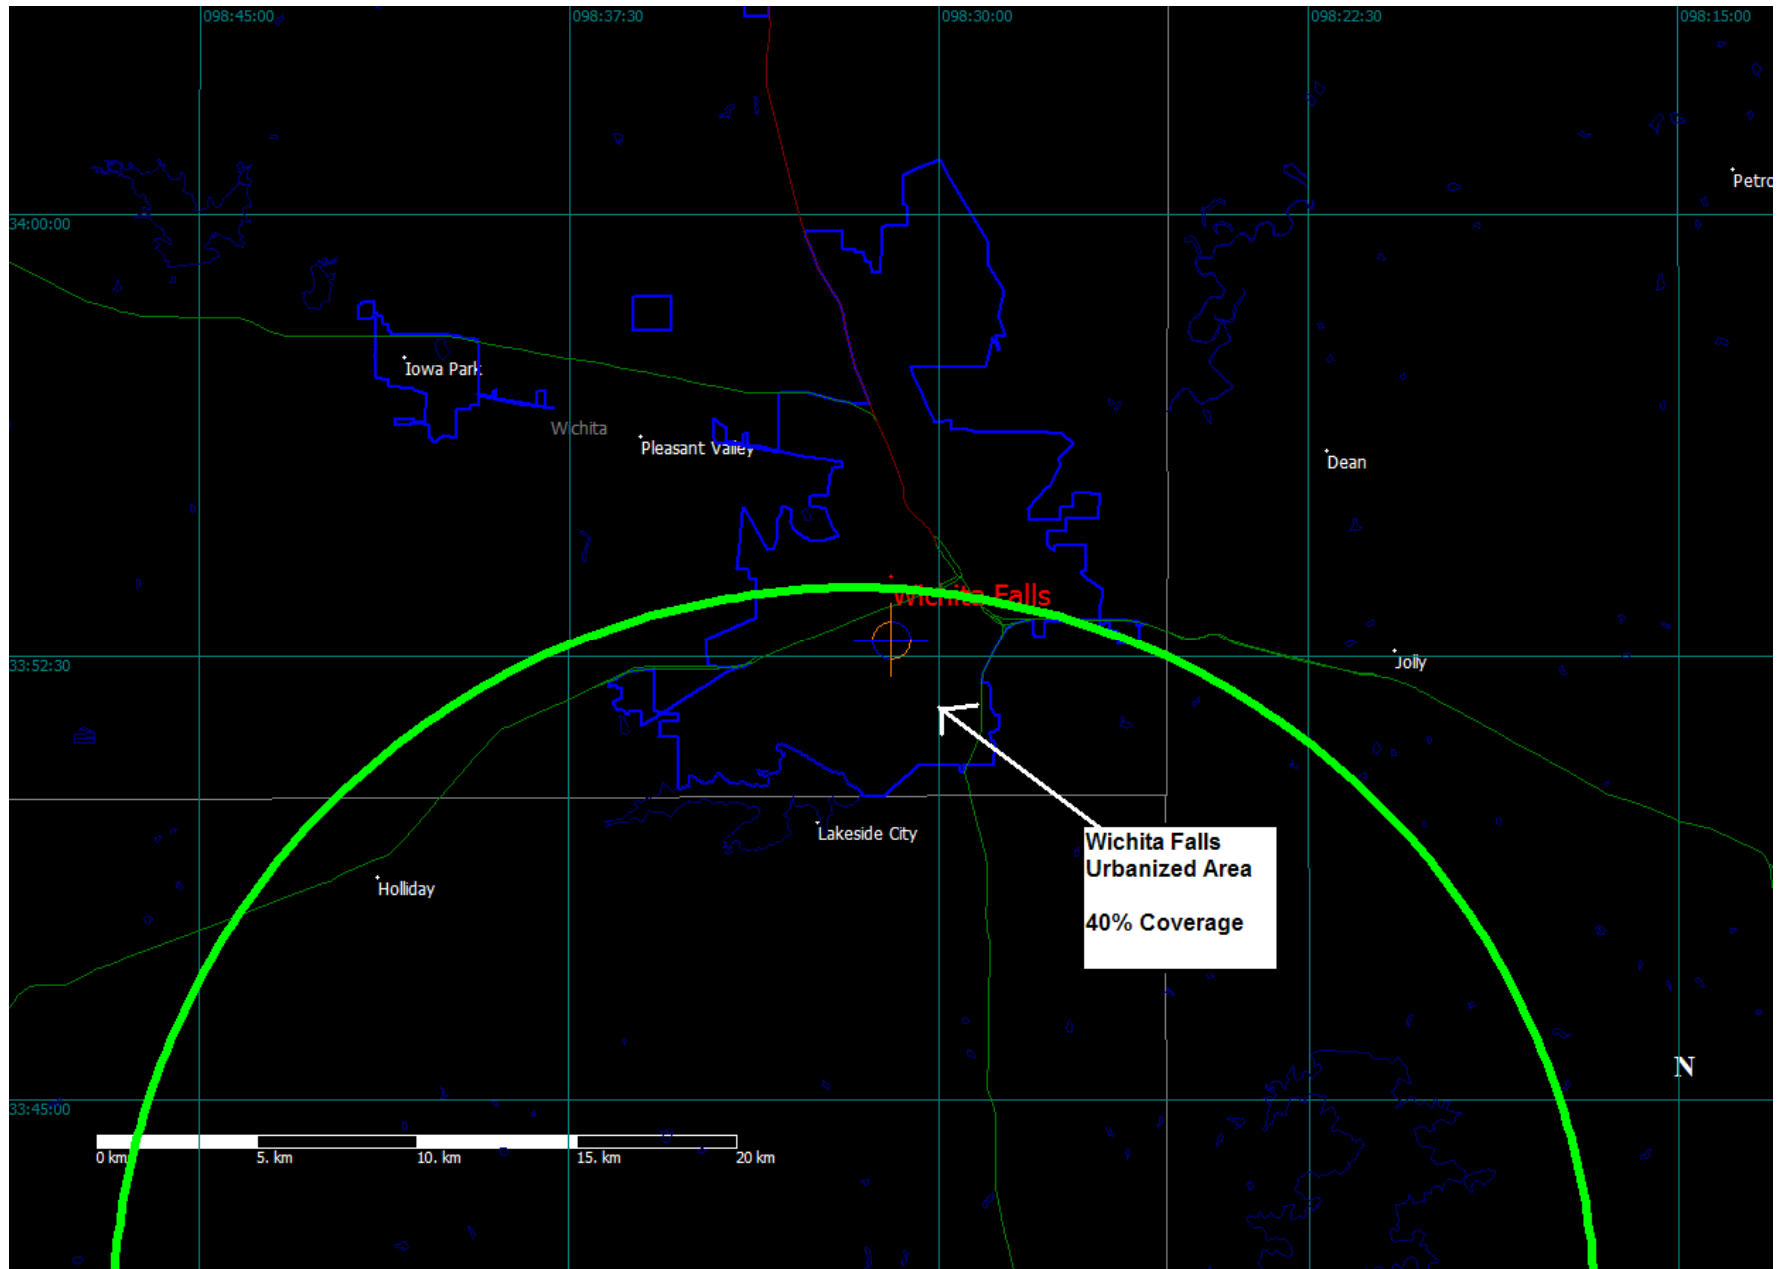 098:45:00
098:37:30
098:30:00
098:22:30
098:15:00
Petro
34:00:00
Iowa Park
Wichita
Pleasant Valley
Dean
Wichita Falls
33:52:30
Jolly
Lakeside City
Wichita Falls
Urbanized Area
40% Coverage
Holliday
N
33:45:00
0 km
5. km
10. km
15. km
20 km